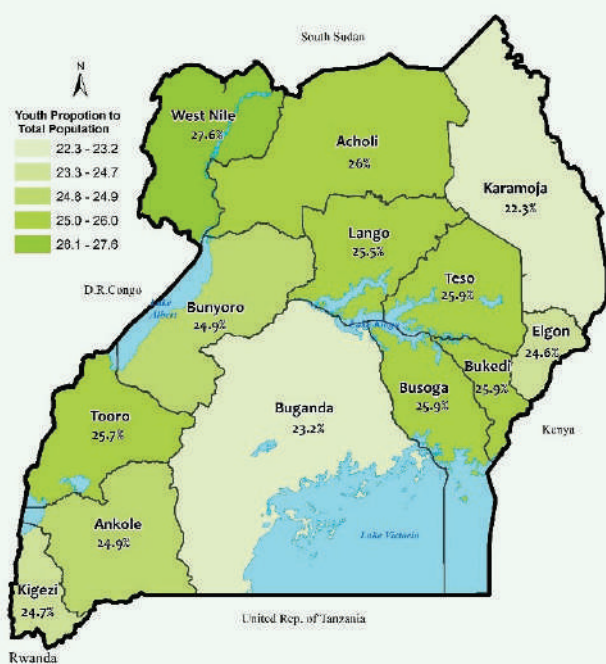 South Sudan
N
Youth Propotion to
Total Population
22.3 - 23.2
23.3 - 24.7
24.8 - 24.9
25.0 - 26.0
26.1 - 27.6
West Nile
27.6%
Acholi
26%
Karamoja
22.3%
Lango
25.5%
Teso
25.9%
D.R.Congo
Lake
Albert
Bunyoro
24.9%
Lake Kioga
Elgon
24.6%
Bukedi
25.9%
Busoga
25.9%
Buganda
23.2%
Tooro
25.7%
Kenya
Ankole
24.9%
Lake Victoria
Kigezi
24.7%
United Rep. of Tanzania
Rwanda